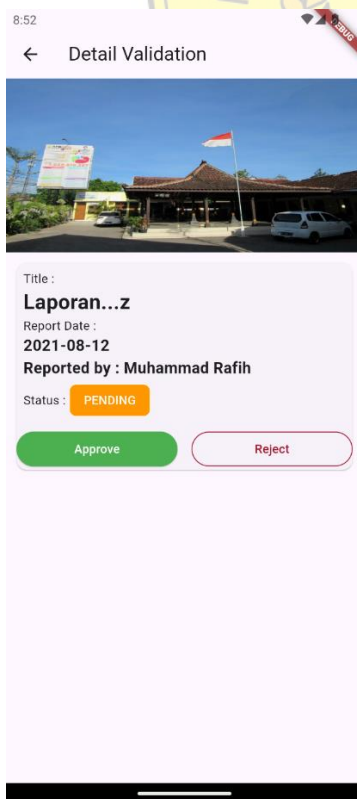 8:52
DEBUG
Detail Validation
Title :
Laporan...z
Report Date :
2021-08-12
Reported by : Muhammad Rafih
Status : PENDING
Approve Reject